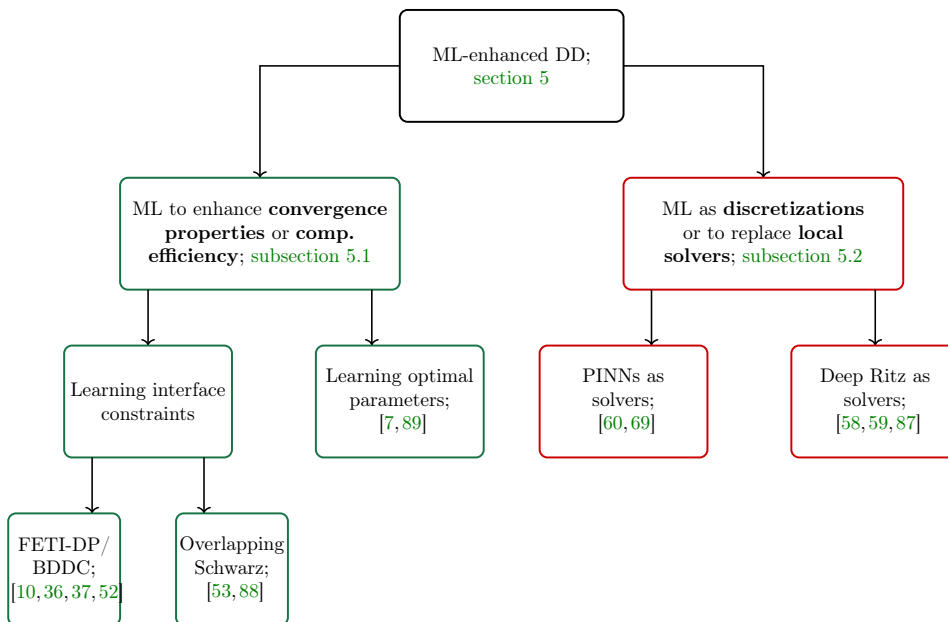 ML-enhanced DD;
section 5
ML to enhance convergence
properties or comp.
efficiency; subsection 5.1
ML as discretizations
or to replace local
solvers; subsection 5.2
Learning interface
constraints
Learning optimal
parameters;
[7, 89]
PINNs as
solvers;
[60, 69]
Deep Ritz as
solvers;
[58, 59, 87]
FETI-DP/
BDDC;
[10, 36, 37, 52]
Overlapping
Schwarz;
[53, 88]